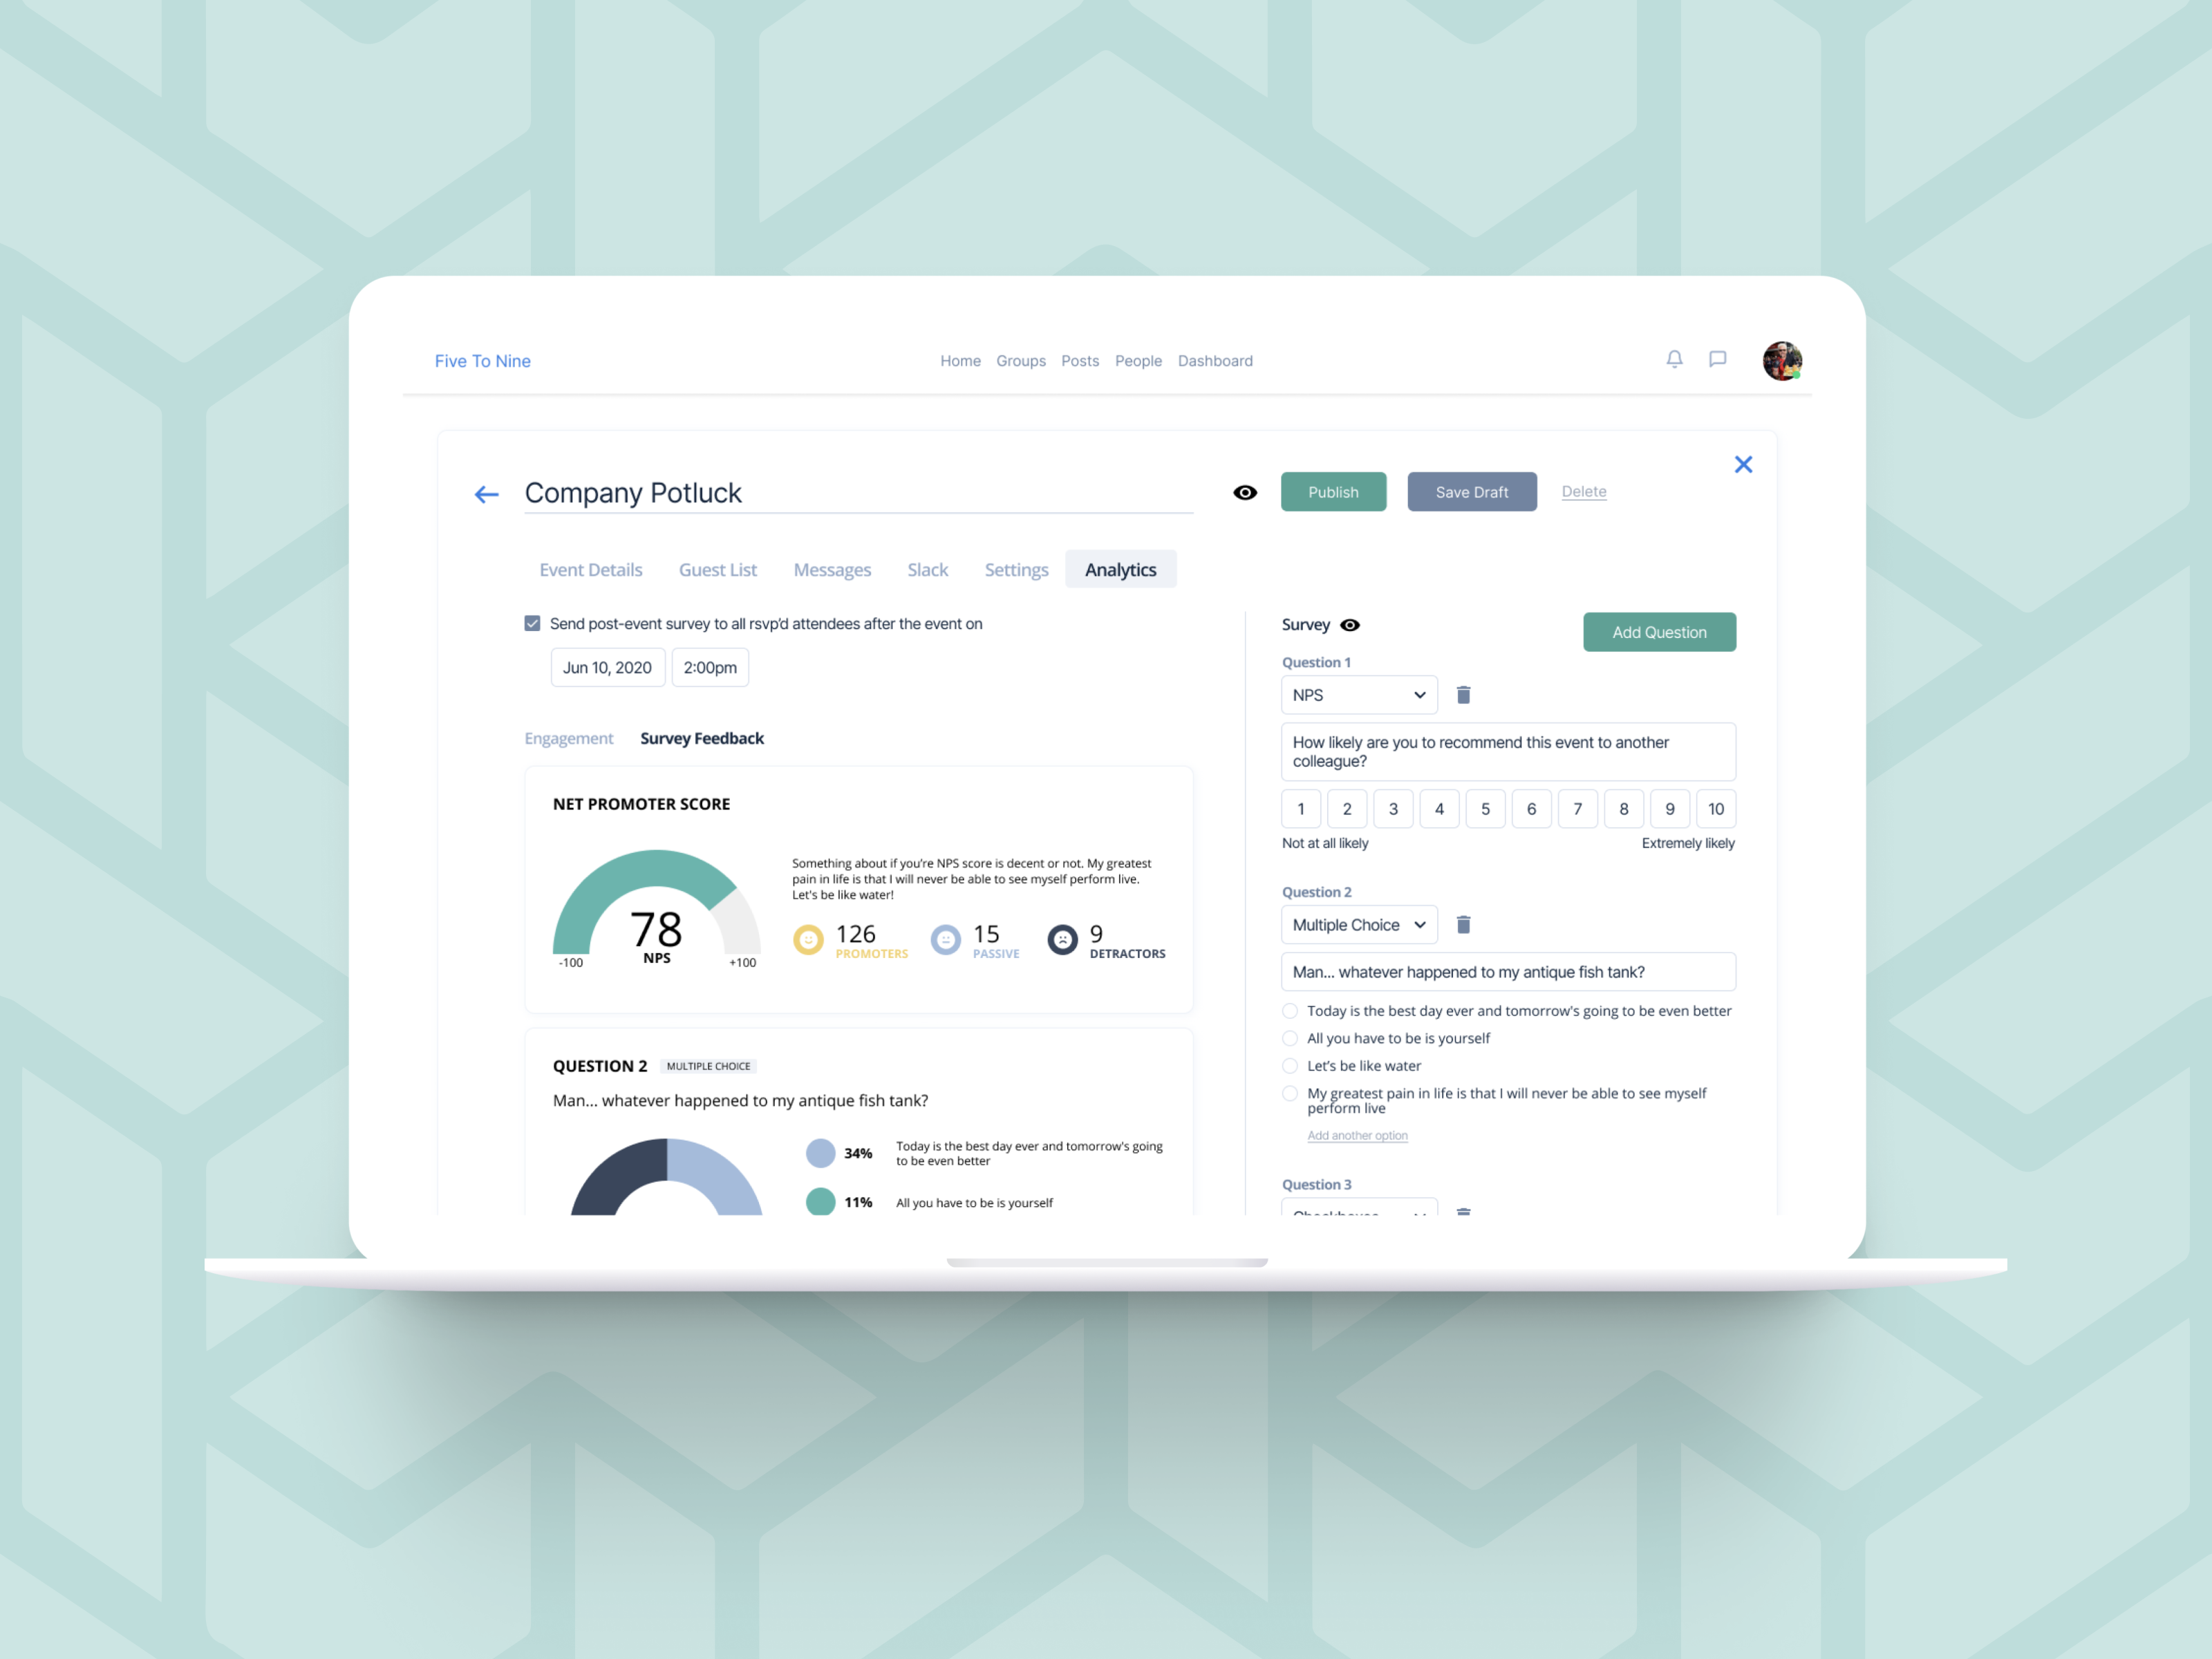 Five To Nine
Home Groups Posts People Dashboard
Company Potluck
Publish
Save Draft
Delete
Event Details Guest List Messages Slack Settings Analytics
Send post-event survey to all rsvp'd attendees after the event on
Jun 10, 2020 2:00pm
Engagement Survey Feedback
NET PROMOTER SCORE
78
NPS
-100
+100
Something about if you're NPS score is decent or not. My greatest
pain in life is that I will never be able to see myself perform live.
Let's be like water!
126
PROMOTERS
15
PASSIVE
9
DETRACTORS
QUESTION 2 MULTIPLE CHOICE
Man... whatever happened to my antique fish tank?
34% Today is the best day ever and tomorrow's going
to be even better
11% All you have to be is yourself
Survey
Add Question
Question 1
NPS
How likely are you to recommend this event to another
colleague?
1 2 3 4 5 6 7 8 9 10
Not at all likely Extremely likely
Question 2
Multiple Choice
Man... whatever happened to my antique fish tank?
Today is the best day ever and tomorrow's going to be even better
All you have to be is yourself
Let's be like water
My greatest pain in life is that I will never be able to see myself
perform live
Add another option
Question 3